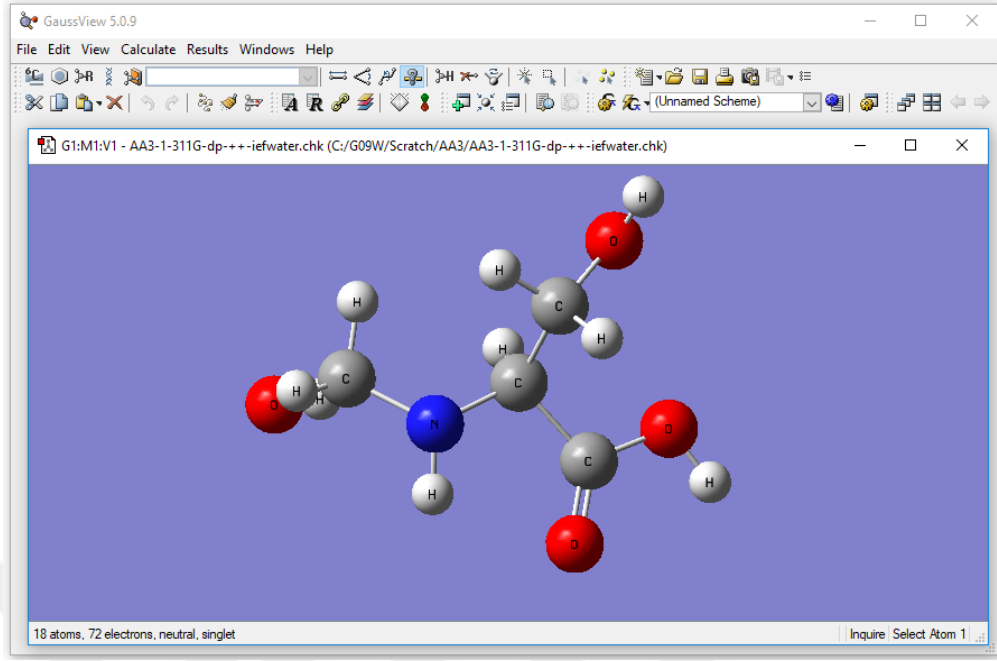 GaussView 5.0.9
File Edit View Calculate Results Windows Help
(Unnamed Scheme)
G1:M1:V1 - AA3-1-311G-dp-++-iefwater.chk (C:/G09W/Scratch/AA3/AA3-1-311G-dp-++-iefwater.chk)
H
O
H
C
H
H
H
C
C
H
O
H
N
O
C
H
H
O
18 atoms, 72 electrons, neutral, singlet
Inquire Select Atom 1